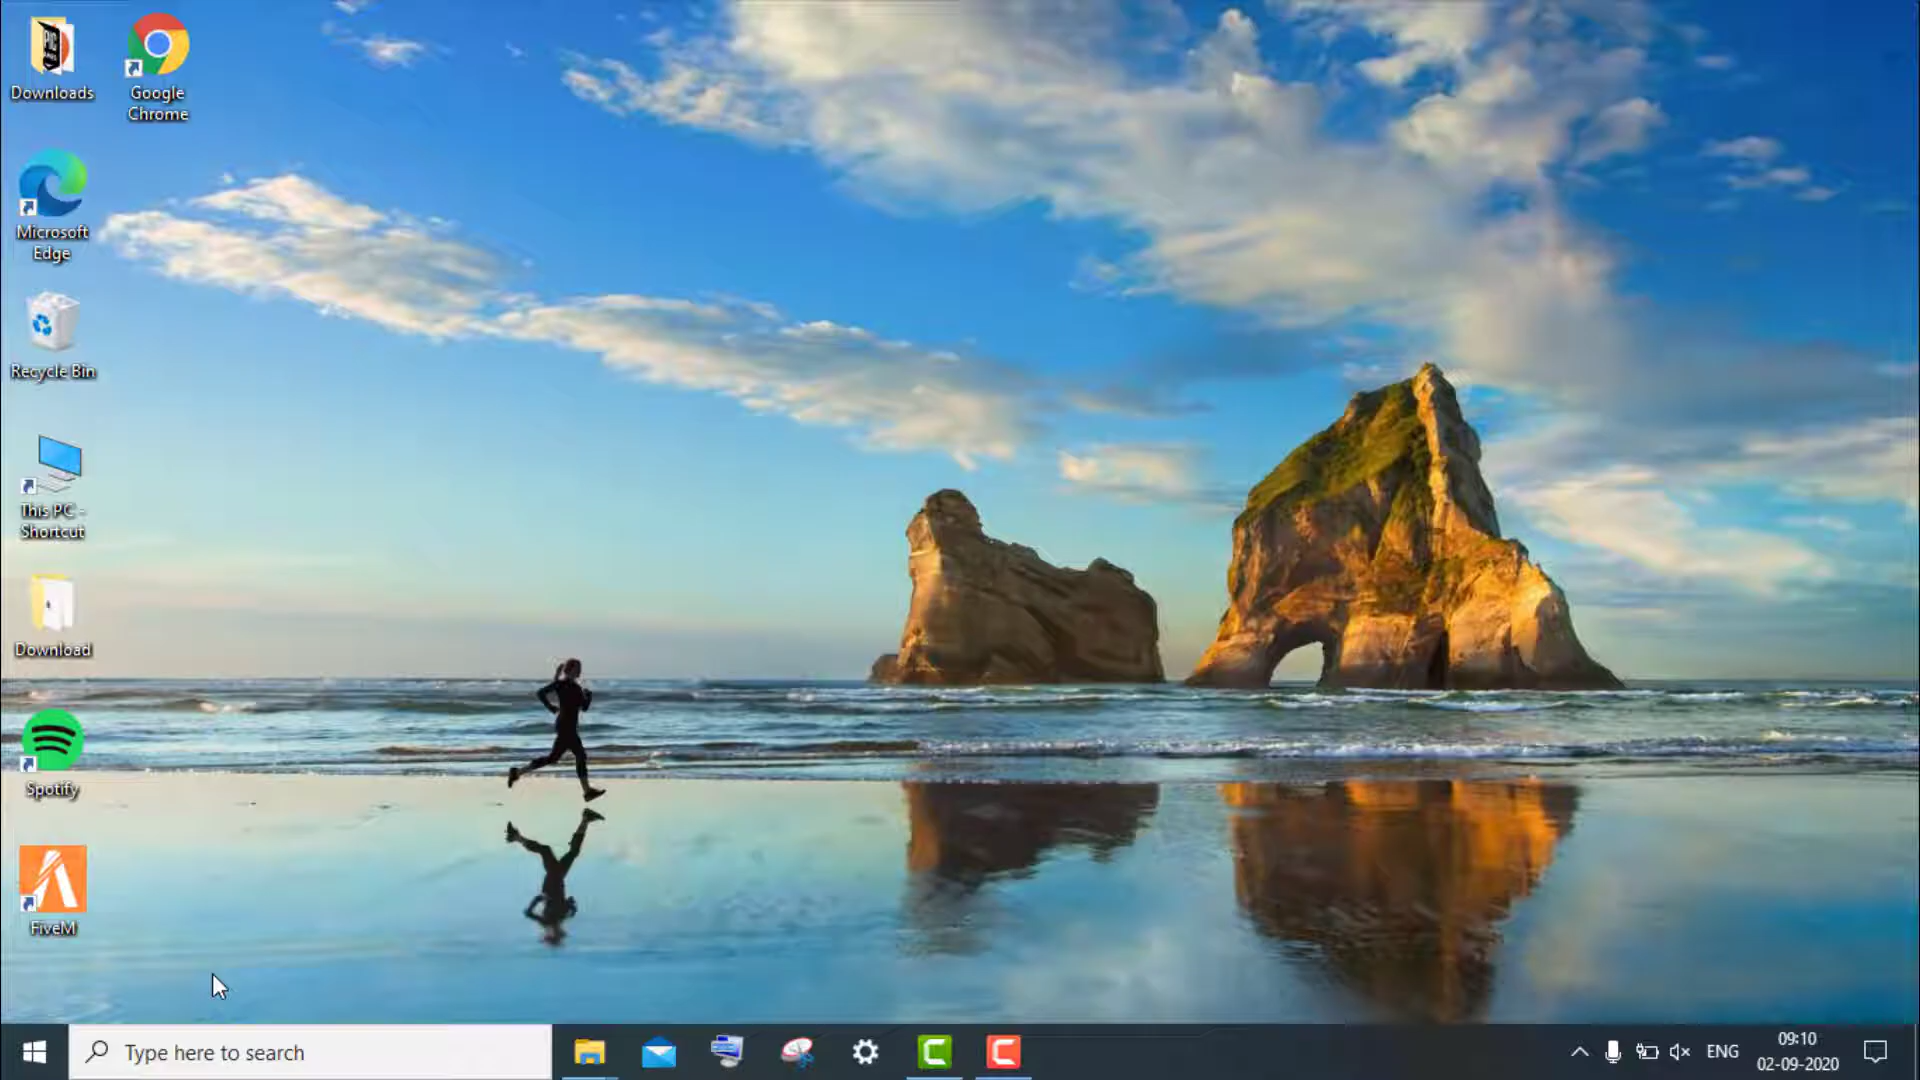 Downloads
Google
Chrome
Microsoft
Edge
Recycle Bin
This PC -
Shortcut
Download
Spotify
FiveM
Type here to search
ENG
09:10
02-09-2020